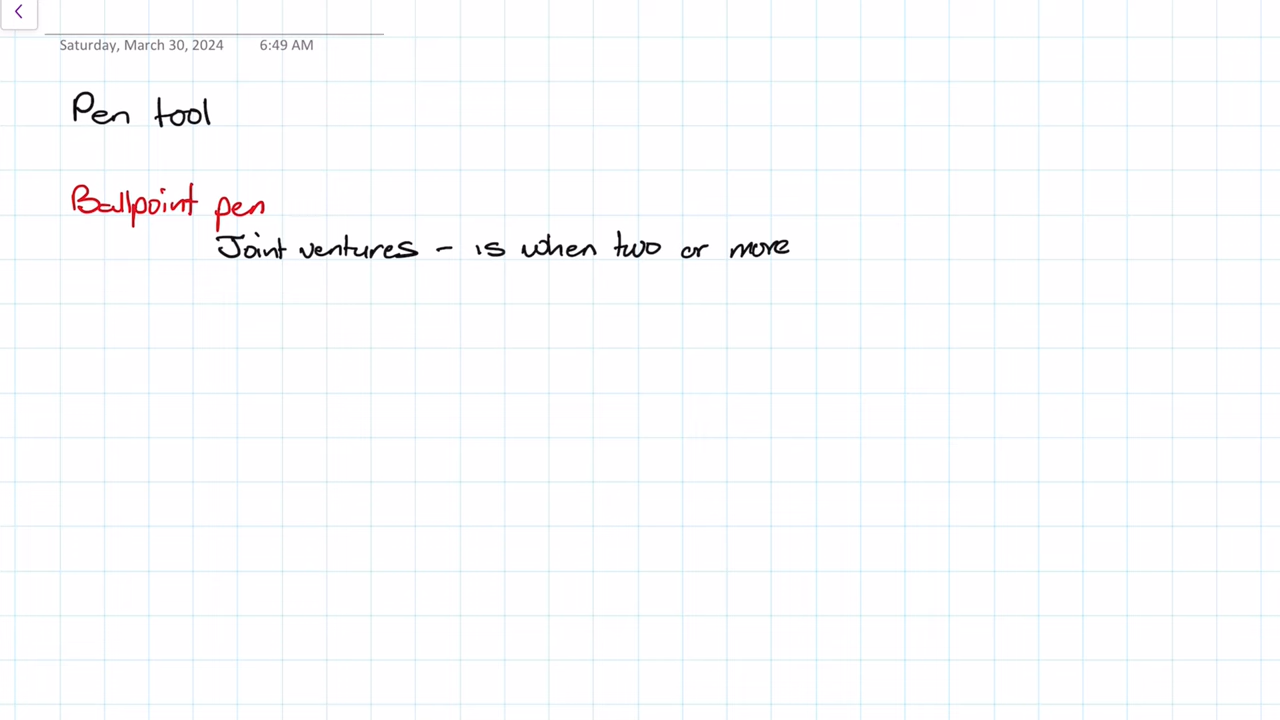 Saturday, March 30, 2024 6:49 AM
Pen tool
Ballpoint pen
Joint ventures - is when two or more